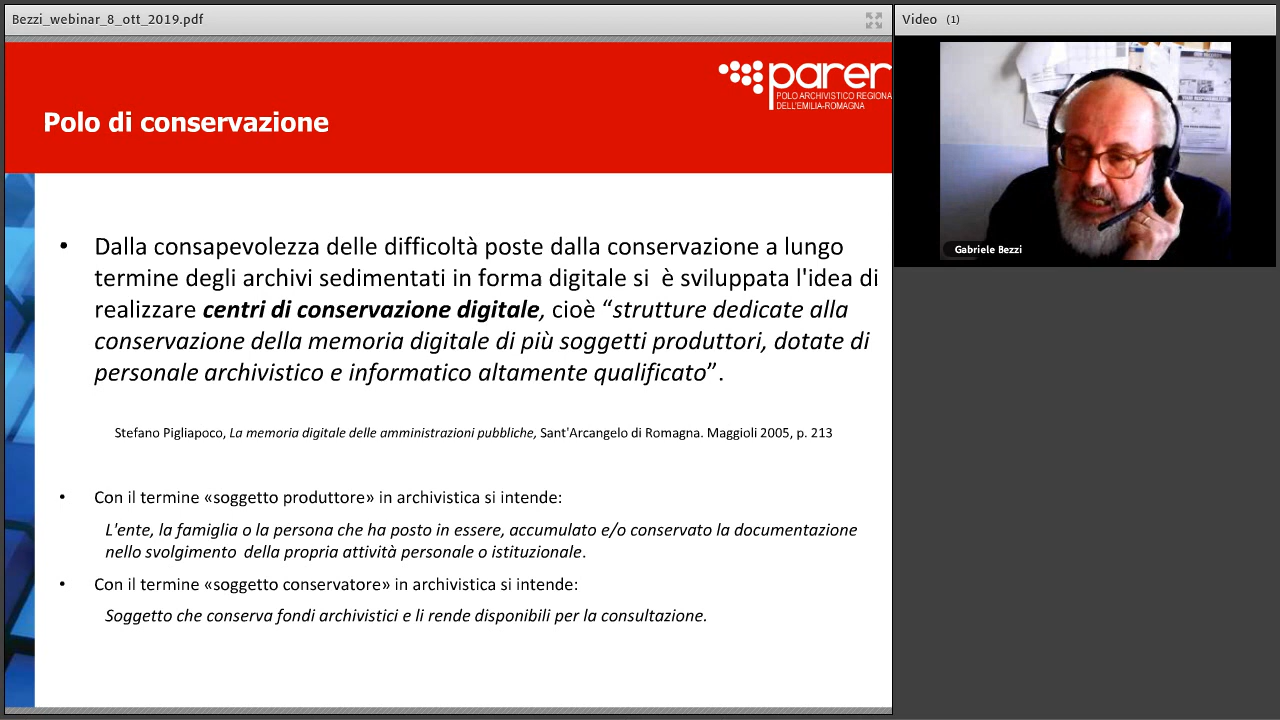 Bezzi_webinar_8_ott_2019.pdf
Video (1)
parer
POLO ARCHIVISTICO REGIONA
DELL'EMILIA-ROMAGNA
Polo di conservazione
Gabriele Bezzi
• Dalla consapevolezza delle difficoltà poste dalla conservazione a lungo
termine degli archivi sedimentati in forma digitale si è sviluppata l'idea di
realizzare centri di conservazione digitale, cioè “strutture dedicate alla
conservazione della memoria digitale di più soggetti produttori, dotate di
personale archivistico e informatico altamente qualificato”.
Stefano Pigliapoco, La memoria digitale delle amministrazioni pubbliche, Sant'Arcangelo di Romagna. Maggioli 2005, p. 213
• Con il termine «soggetto produttore» in archivistica si intende:
L'ente, la famiglia o la persona che ha posto in essere, accumulato e/o conservato la documentazione
nello svolgimento della propria attività personale o istituzionale.
• Con il termine «soggetto conservatore» in archivistica si intende:
Soggetto che conserva fondi archivistici e li rende disponibili per la consultazione.